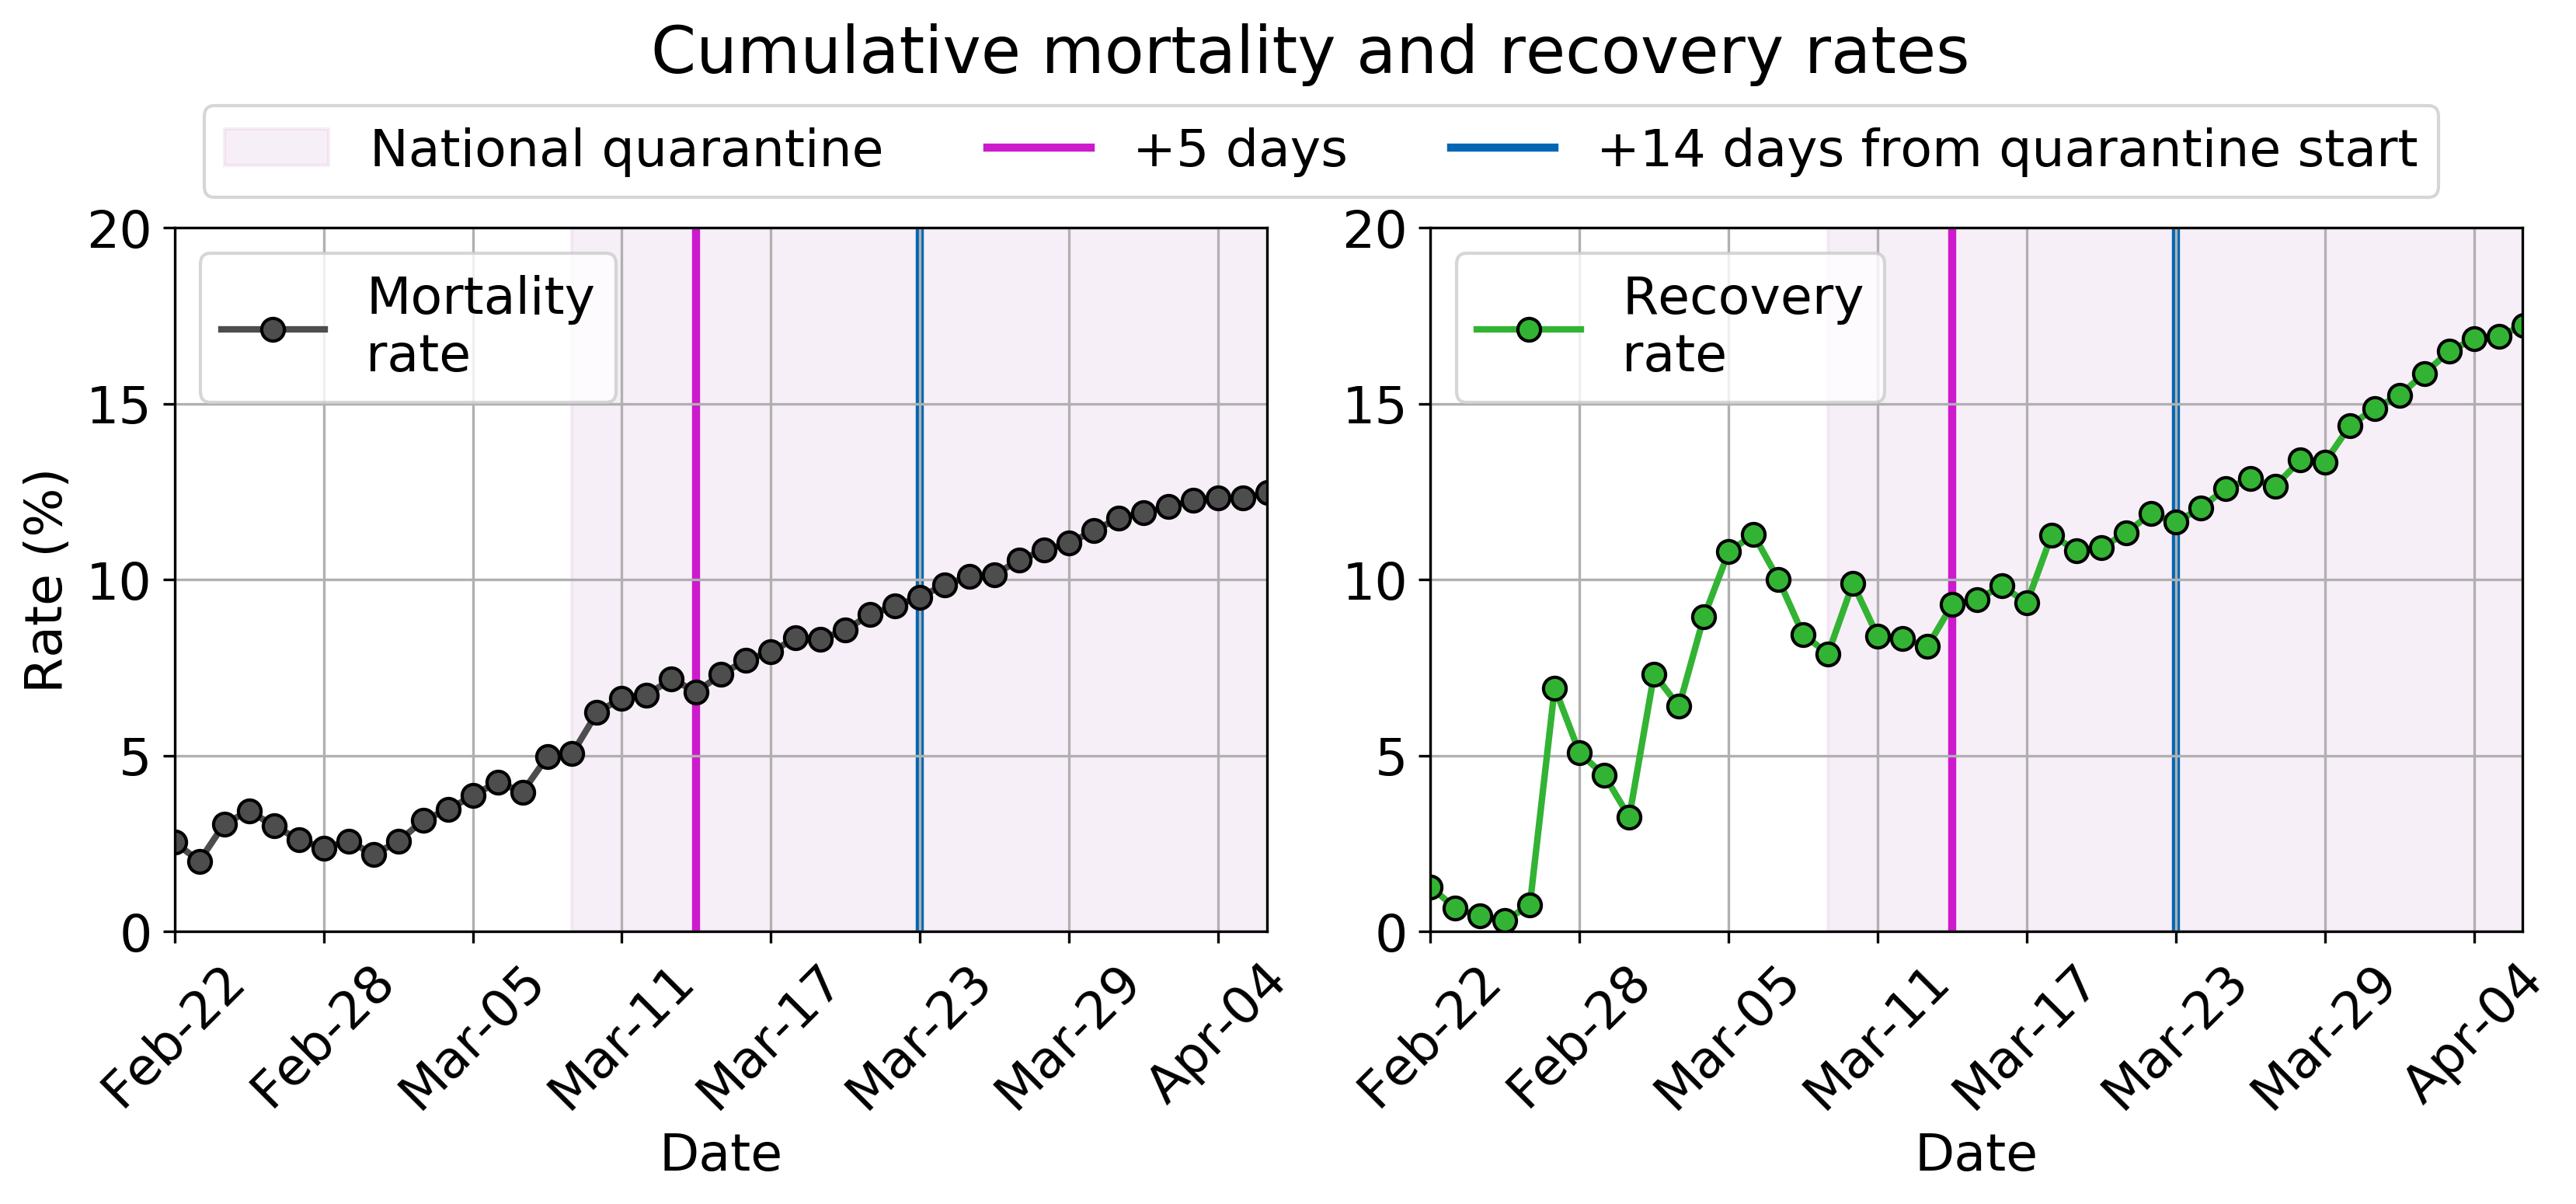 Cumulative mortality and recovery rates
National quarantine
+5 days
+14 days from quarantine start
Rate (%)
20
15
10
5
0
Mortality
rate
Feb-22
Feb-28
Mar-05
Mar-11
Mar-17
Mar-23
Mar-29
Apr-04
Date
20
15
10
5
0
Recovery
rate
Feb-22
Feb-28
Mar-05
Mar-11
Mar-17
Mar-23
Mar-29
Apr-04
Date